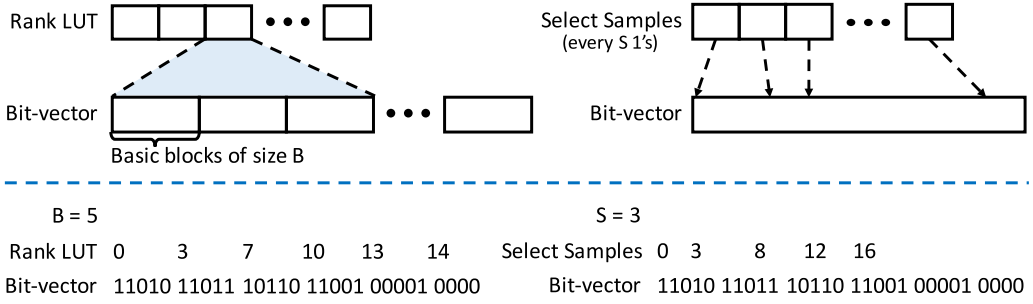 Rank LUT
Bit-vector
Basic blocks of size B
Select Samples
(every S 1's)
Bit-vector
B = 5
Rank LUT 0 3 7 10 13 14
Bit-vector 11010 11011 10110 11001 00001 0000
S = 3
Select Samples 0 3 8 12 16
Bit-vector 11010 11011 10110 11001 00001 0000